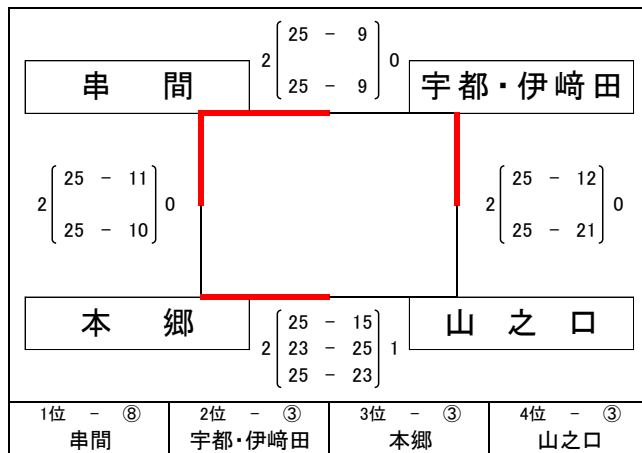 25 － 9
2 0
25 － 9
串 間
宇都・伊﨑田
25 － 11
2 0
25 － 10
25 － 12
2 0
25 － 21
本 郷
山 之 口
25 － 15
2 23 － 25 1
25 － 23
1位 － ⑧ 2位 － ③ 3位 － ③ 4位 － ③
串間 宇都・伊﨑田 本郷 山之口